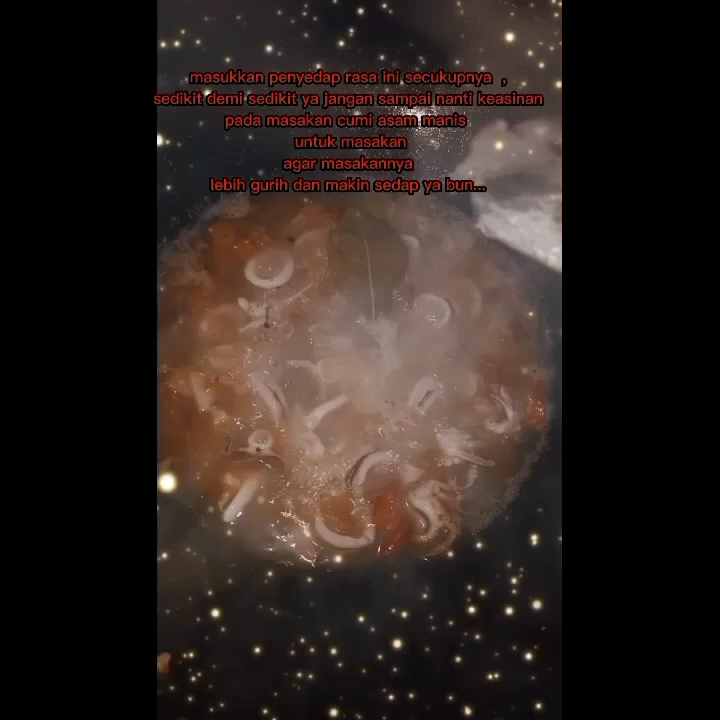 masukkan penyedap rasa ini secukupnya ,
sedikit demi sedikit ya jangan sampai nanti keasinan
pada masakan cumi asam manis
untuk masakan
agar masakannya
lebih gurih dan makin sedap ya bun...